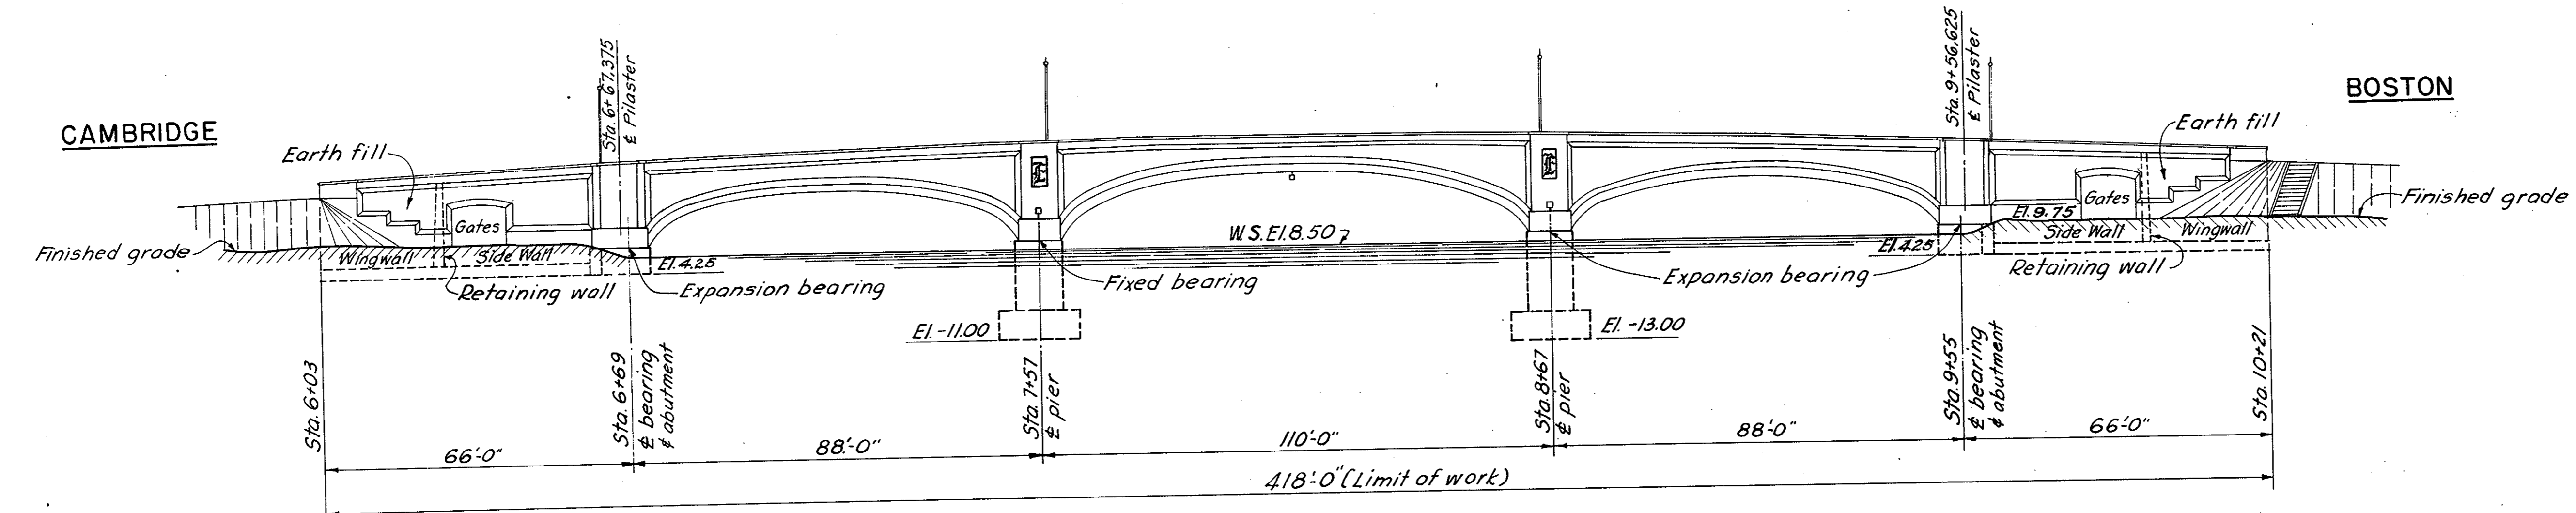 CAMBRIDGE
BOSTON
Sta. 6+67.375
℄ Pilaster
Sta. 9+56.625
℄ Pilaster
Earth fill
Earth fill
Gates
Gates
Finished grade
Finished grade
Wingwall
Side Wall
Side Wall
Wingwall
Retaining wall
Retaining wall
El. 4.25
Expansion bearing
Fixed bearing
W.S. El. 8.50
Expansion bearing
El. 4.25
El. 9.75
El. -11.00
El. -13.00
Sta. 6+03
Sta. 6+69
℄ bearing
℄ abutment
Sta. 7+57
℄ pier
Sta. 8+67
℄ pier
Sta. 9+55
℄ bearing
℄ abutment
Sta. 10+21
66'-0"
88'-0"
110'-0"
88'-0"
66'-0"
418'-0" (Limit of work)